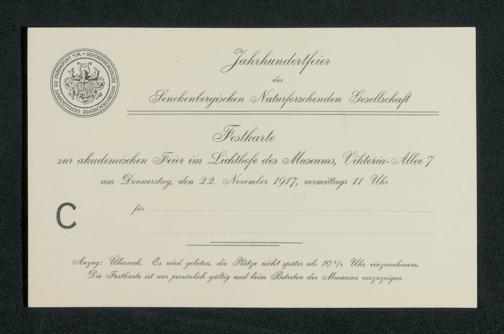 Jahrhundertfeier
der
Senckenbergischen Naturforschenden Gesellschaft
Festkarte
zur akademischen Feier im Lichthofe des Museums, Viktoria-Allee 7
am Donnerstag, den 22. November 1917, vormittags 11 Uhr
C
für
Anzug: Überrock. Es wird gebeten, die Plätze nicht später als 10¾ Uhr einzunehmen.
Die Festkarte ist nur persönlich gültig und beim Betreten des Museums vorzuzeigen.